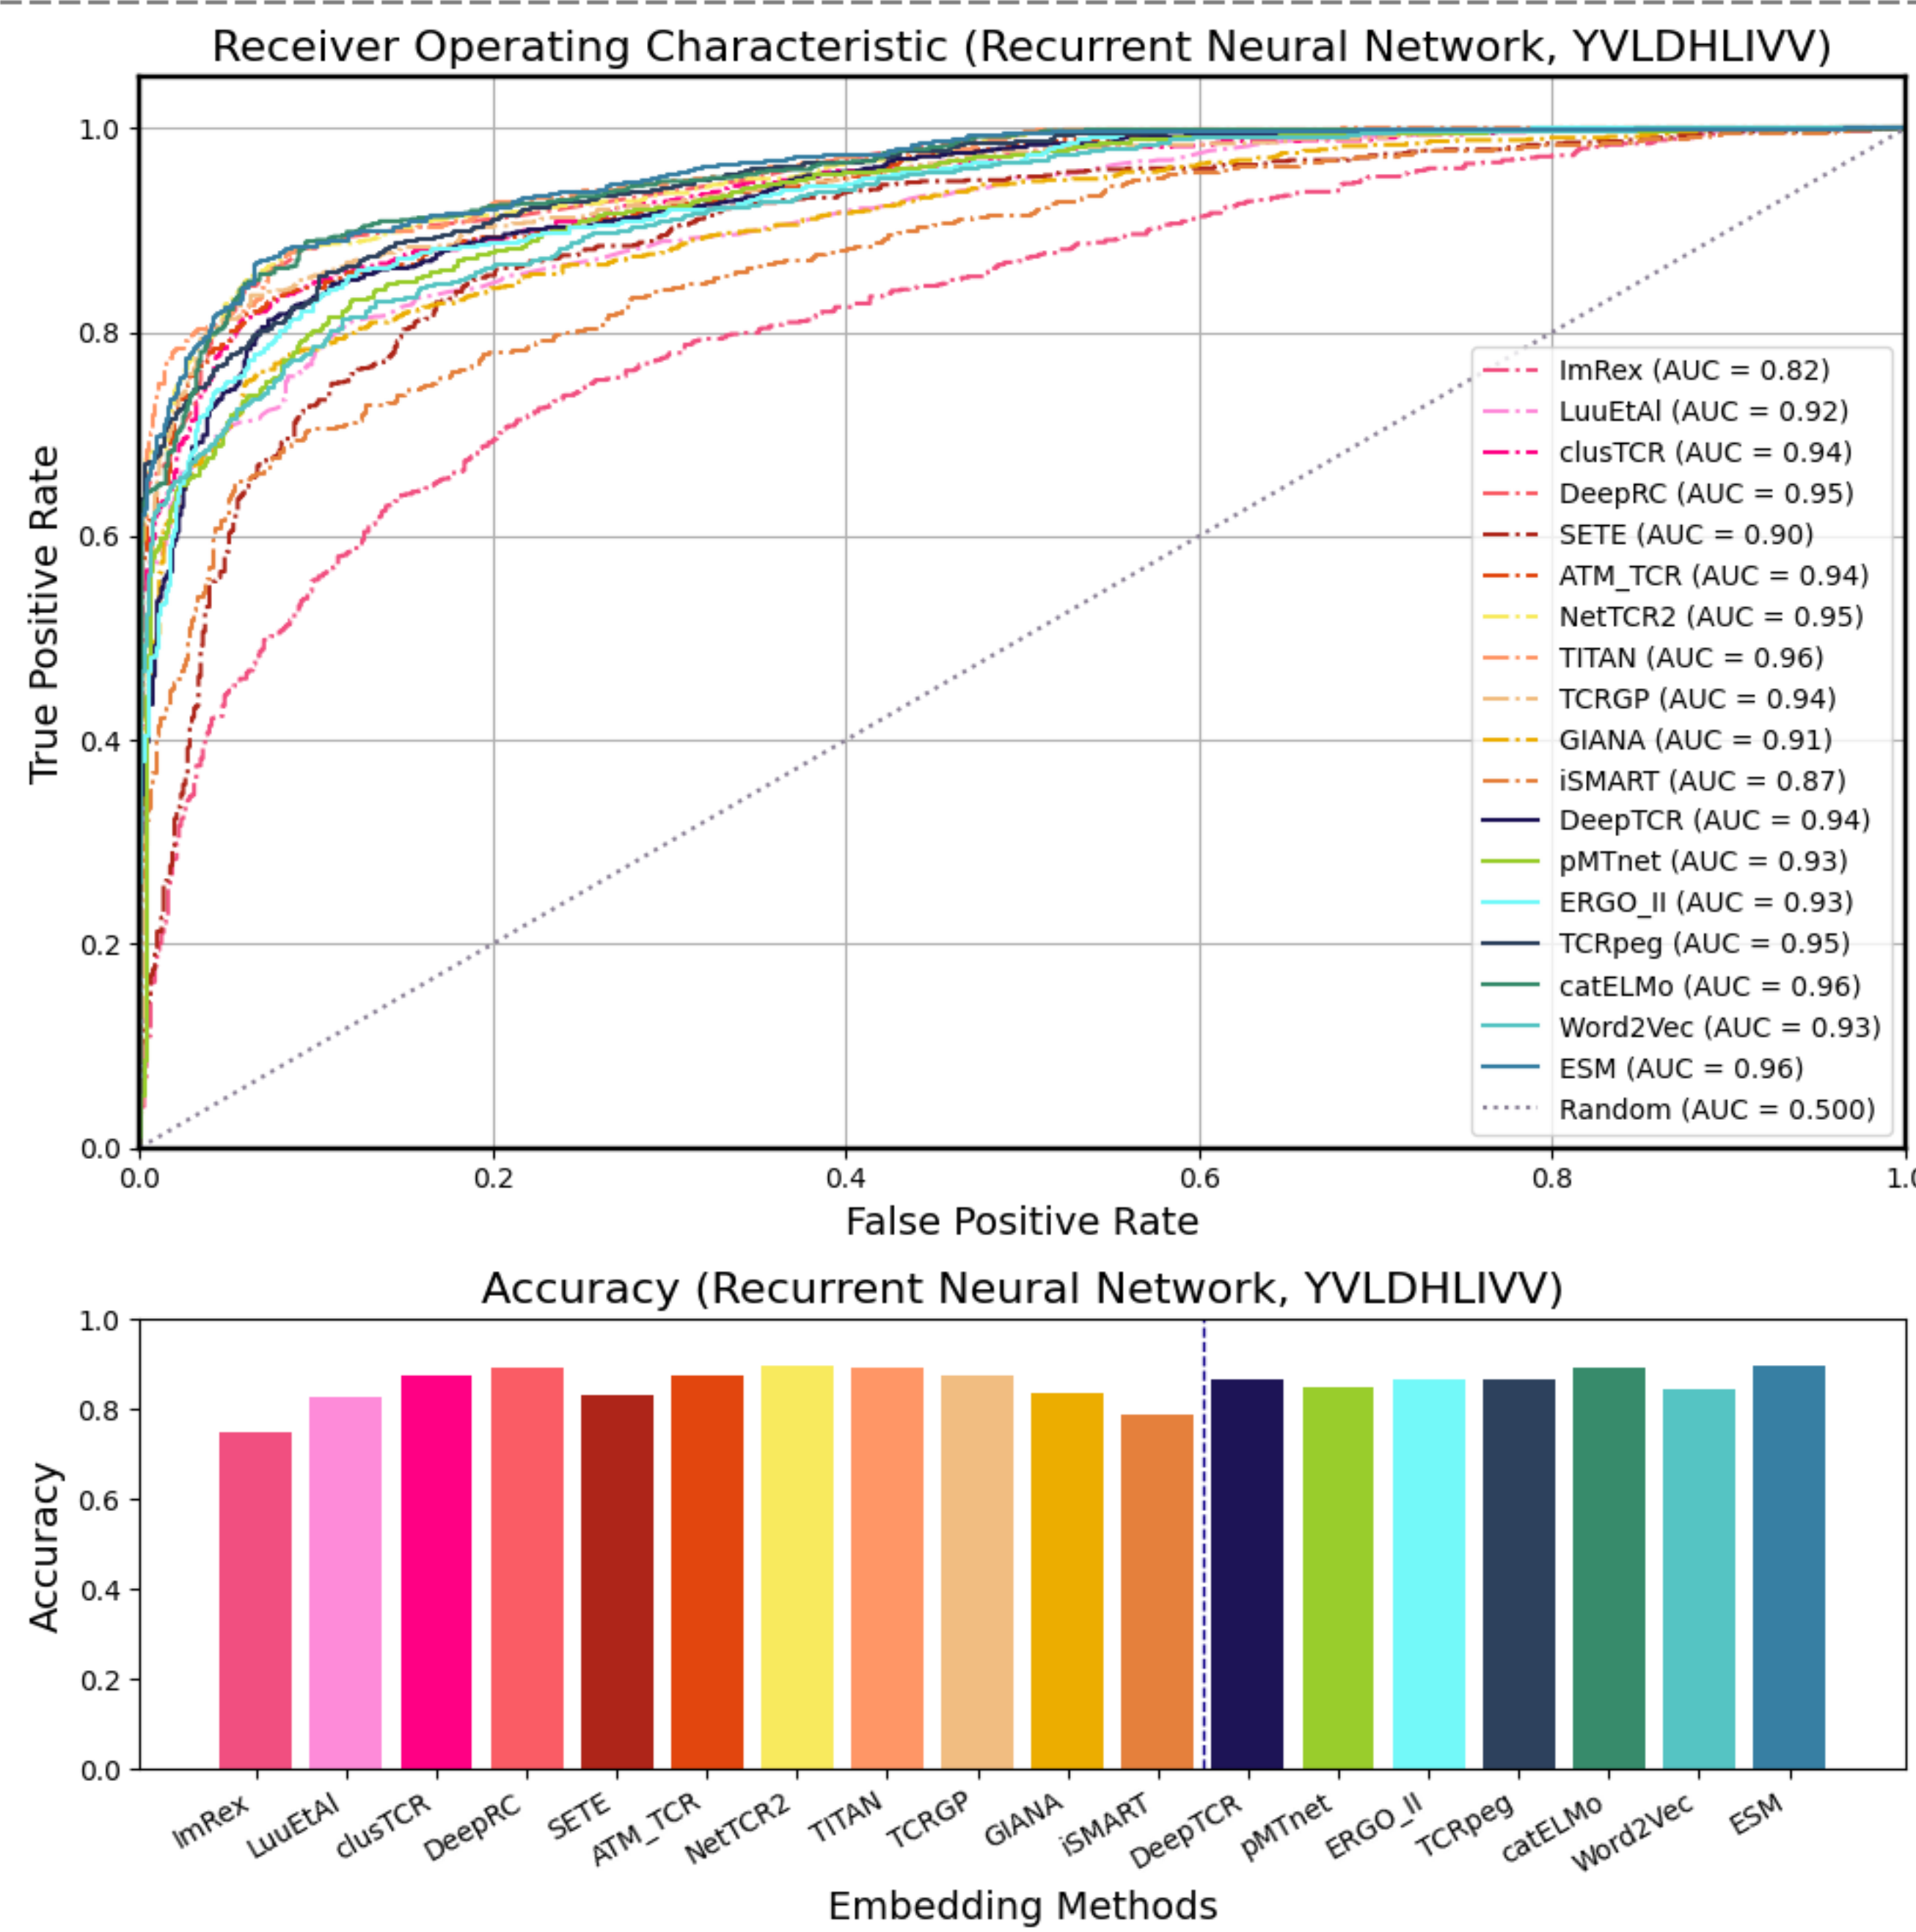 Receiver Operating Characteristic (Recurrent Neural Network, YVLDHLIVV)
True Positive Rate
1.0
0.8
0.6
0.4
0.2
0.0
ImRex (AUC = 0.82)
LuuEtAl (AUC = 0.92)
clusTCR (AUC = 0.94)
DeepRC (AUC = 0.95)
SETE (AUC = 0.90)
ATM_TCR (AUC = 0.94)
NetTCR2 (AUC = 0.95)
TITAN (AUC = 0.96)
TCRGP (AUC = 0.94)
GIANA (AUC = 0.91)
iSMART (AUC = 0.87)
DeepTCR (AUC = 0.94)
pMTnet (AUC = 0.93)
ERGO_II (AUC = 0.93)
TCRpeg (AUC = 0.95)
catELMo (AUC = 0.96)
Word2Vec (AUC = 0.93)
ESM (AUC = 0.96)
Random (AUC = 0.500)
0.0 0.2 0.4 0.6 0.8 1.0
False Positive Rate
Accuracy (Recurrent Neural Network, YVLDHLIVV)
Accuracy
1.0
0.8
0.6
0.4
0.2
0.0
ImRex LuuEtAl clusTCR DeepRC SETE ATM_TCR NetTCR2 TITAN TCRGP GIANA iSMART DeepTCR pMTnet ERGO_II TCRpeg catELMo Word2Vec ESM
Embedding Methods